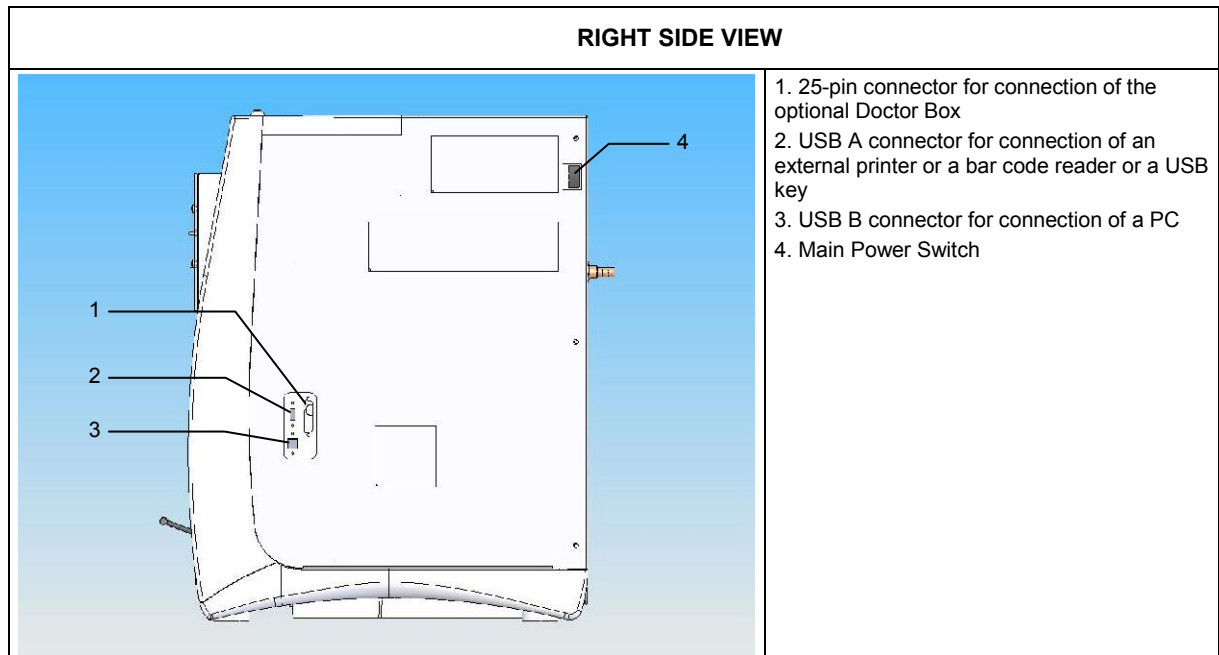 RIGHT SIDE VIEW
1
2
3
4
1. 25-pin connector for connection of the
optional Doctor Box
2. USB A connector for connection of an
external printer or a bar code reader or a USB
key
3. USB B connector for connection of a PC
4. Main Power Switch